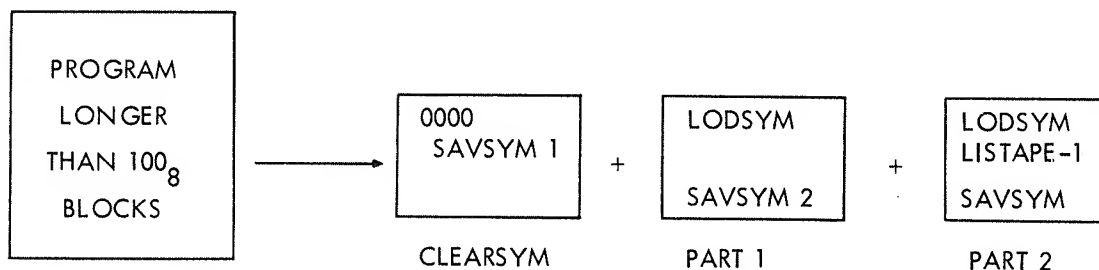 PROGRAM
LONGER
THAN 100₈
BLOCKS
0000
SAVSYM 1
CLEARSYM
+
LODSYM
SAVSYM 2
PART 1
+
LODSYM
LISTAPE-1
SAVSYM
PART 2